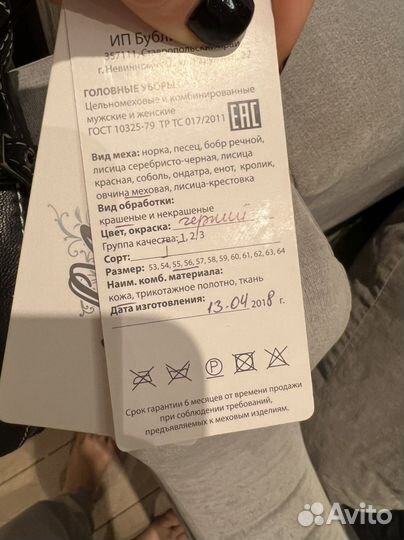 ИП Бубли
357111, Ставропольский край
г. Невинномысск,
ГОЛОВНЫЕ УБОРЫ
Цельномеховые и комбинированные
мужские и женские
ГОСТ 10325-79 ТР ТС 017/2011 ЕАС
Вид меха: норка, песец, бобр речной,
лисица серебристо-черная, лисица
красная, соболь, ондатра, енот, кролик,
овчина меховая, лисица-крестовка
Вид обработки:
крашеные и некрашеные
Цвет, окраска: черный
Группа качества: 1, 2, 3
Сорт: I
Размер: 53, 54, 55, 56, 57, 58, 59, 60, 61, 62, 63, 64
Наим. комб. материала:
кожа, трикотажное полотно, ткань
Дата изготовления: 13.04 2018 г.
P
Срок гарантии 6 месяцев от времени продажи
при соблюдении требований,
предъявляемых к меховым изделиям.
Avito